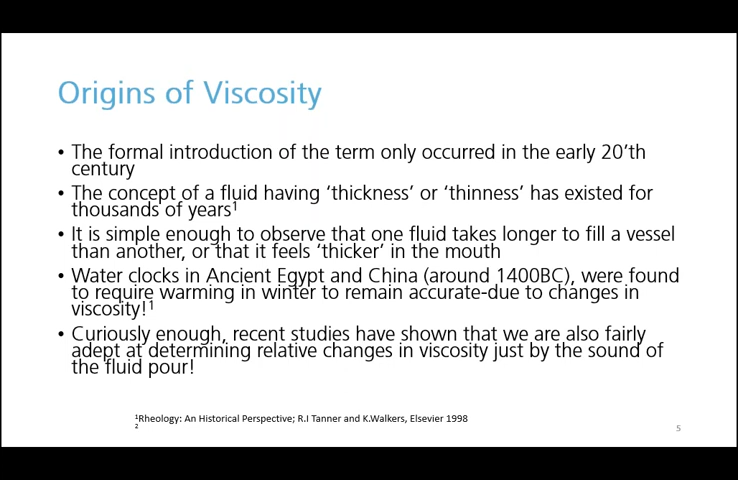 Origins of Viscosity
• The formal introduction of the term only occurred in the early 20'th
century
• The concept of a fluid having ‘thickness’ or ‘thinness’ has existed for
thousands of years¹
• It is simple enough to observe that one fluid takes longer to fill a vessel
than another, or that it feels ‘thicker’ in the mouth
• Water clocks in Ancient Egypt and China (around 1400BC), were found
to require warming in winter to remain accurate-due to changes in
viscosity!¹
• Curiously enough, recent studies have shown that we are also fairly
adept at determining relative changes in viscosity just by the sound of
the fluid pour!
¹Rheology: An Historical Perspective; R.I Tanner and K.Walkers, Elsevier 1998
²
5